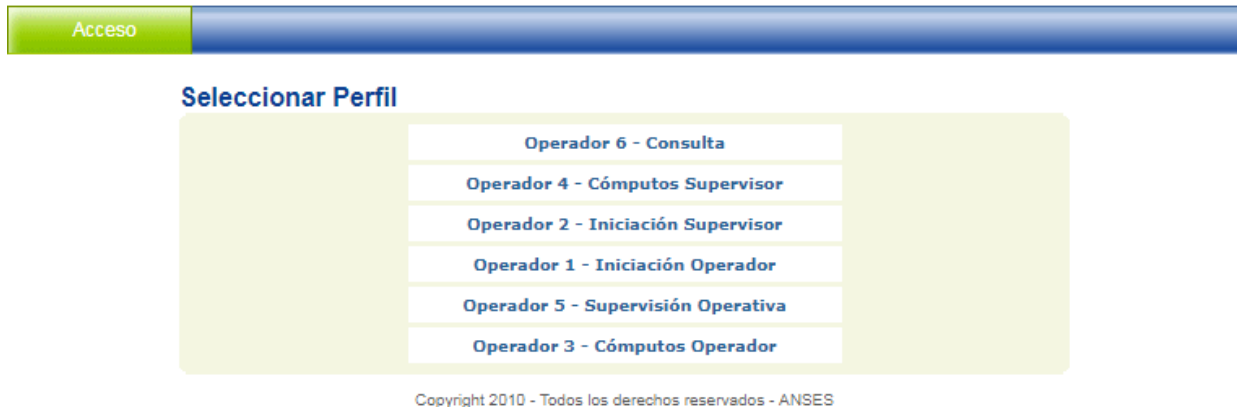 Acceso
Seleccionar Perfil
Operador 6 - Consulta
Operador 4 - Cómputos Supervisor
Operador 2 - Iniciación Supervisor
Operador 1 - Iniciación Operador
Operador 5 - Supervisión Operativa
Operador 3 - Cómputos Operador
Copyright 2010 - Todos los derechos reservados - ANSES